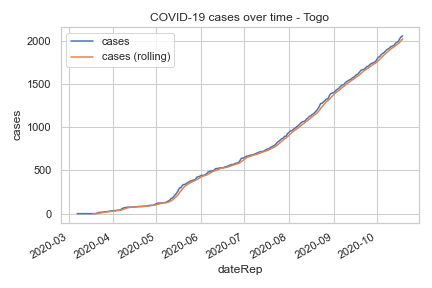 COVID-19 cases over time - Togo
cases
cases (rolling)
2000
1500
1000
500
0
cases
2020-03
2020-04
2020-05
2020-06
2020-07
2020-08
2020-09
2020-10
dateRep